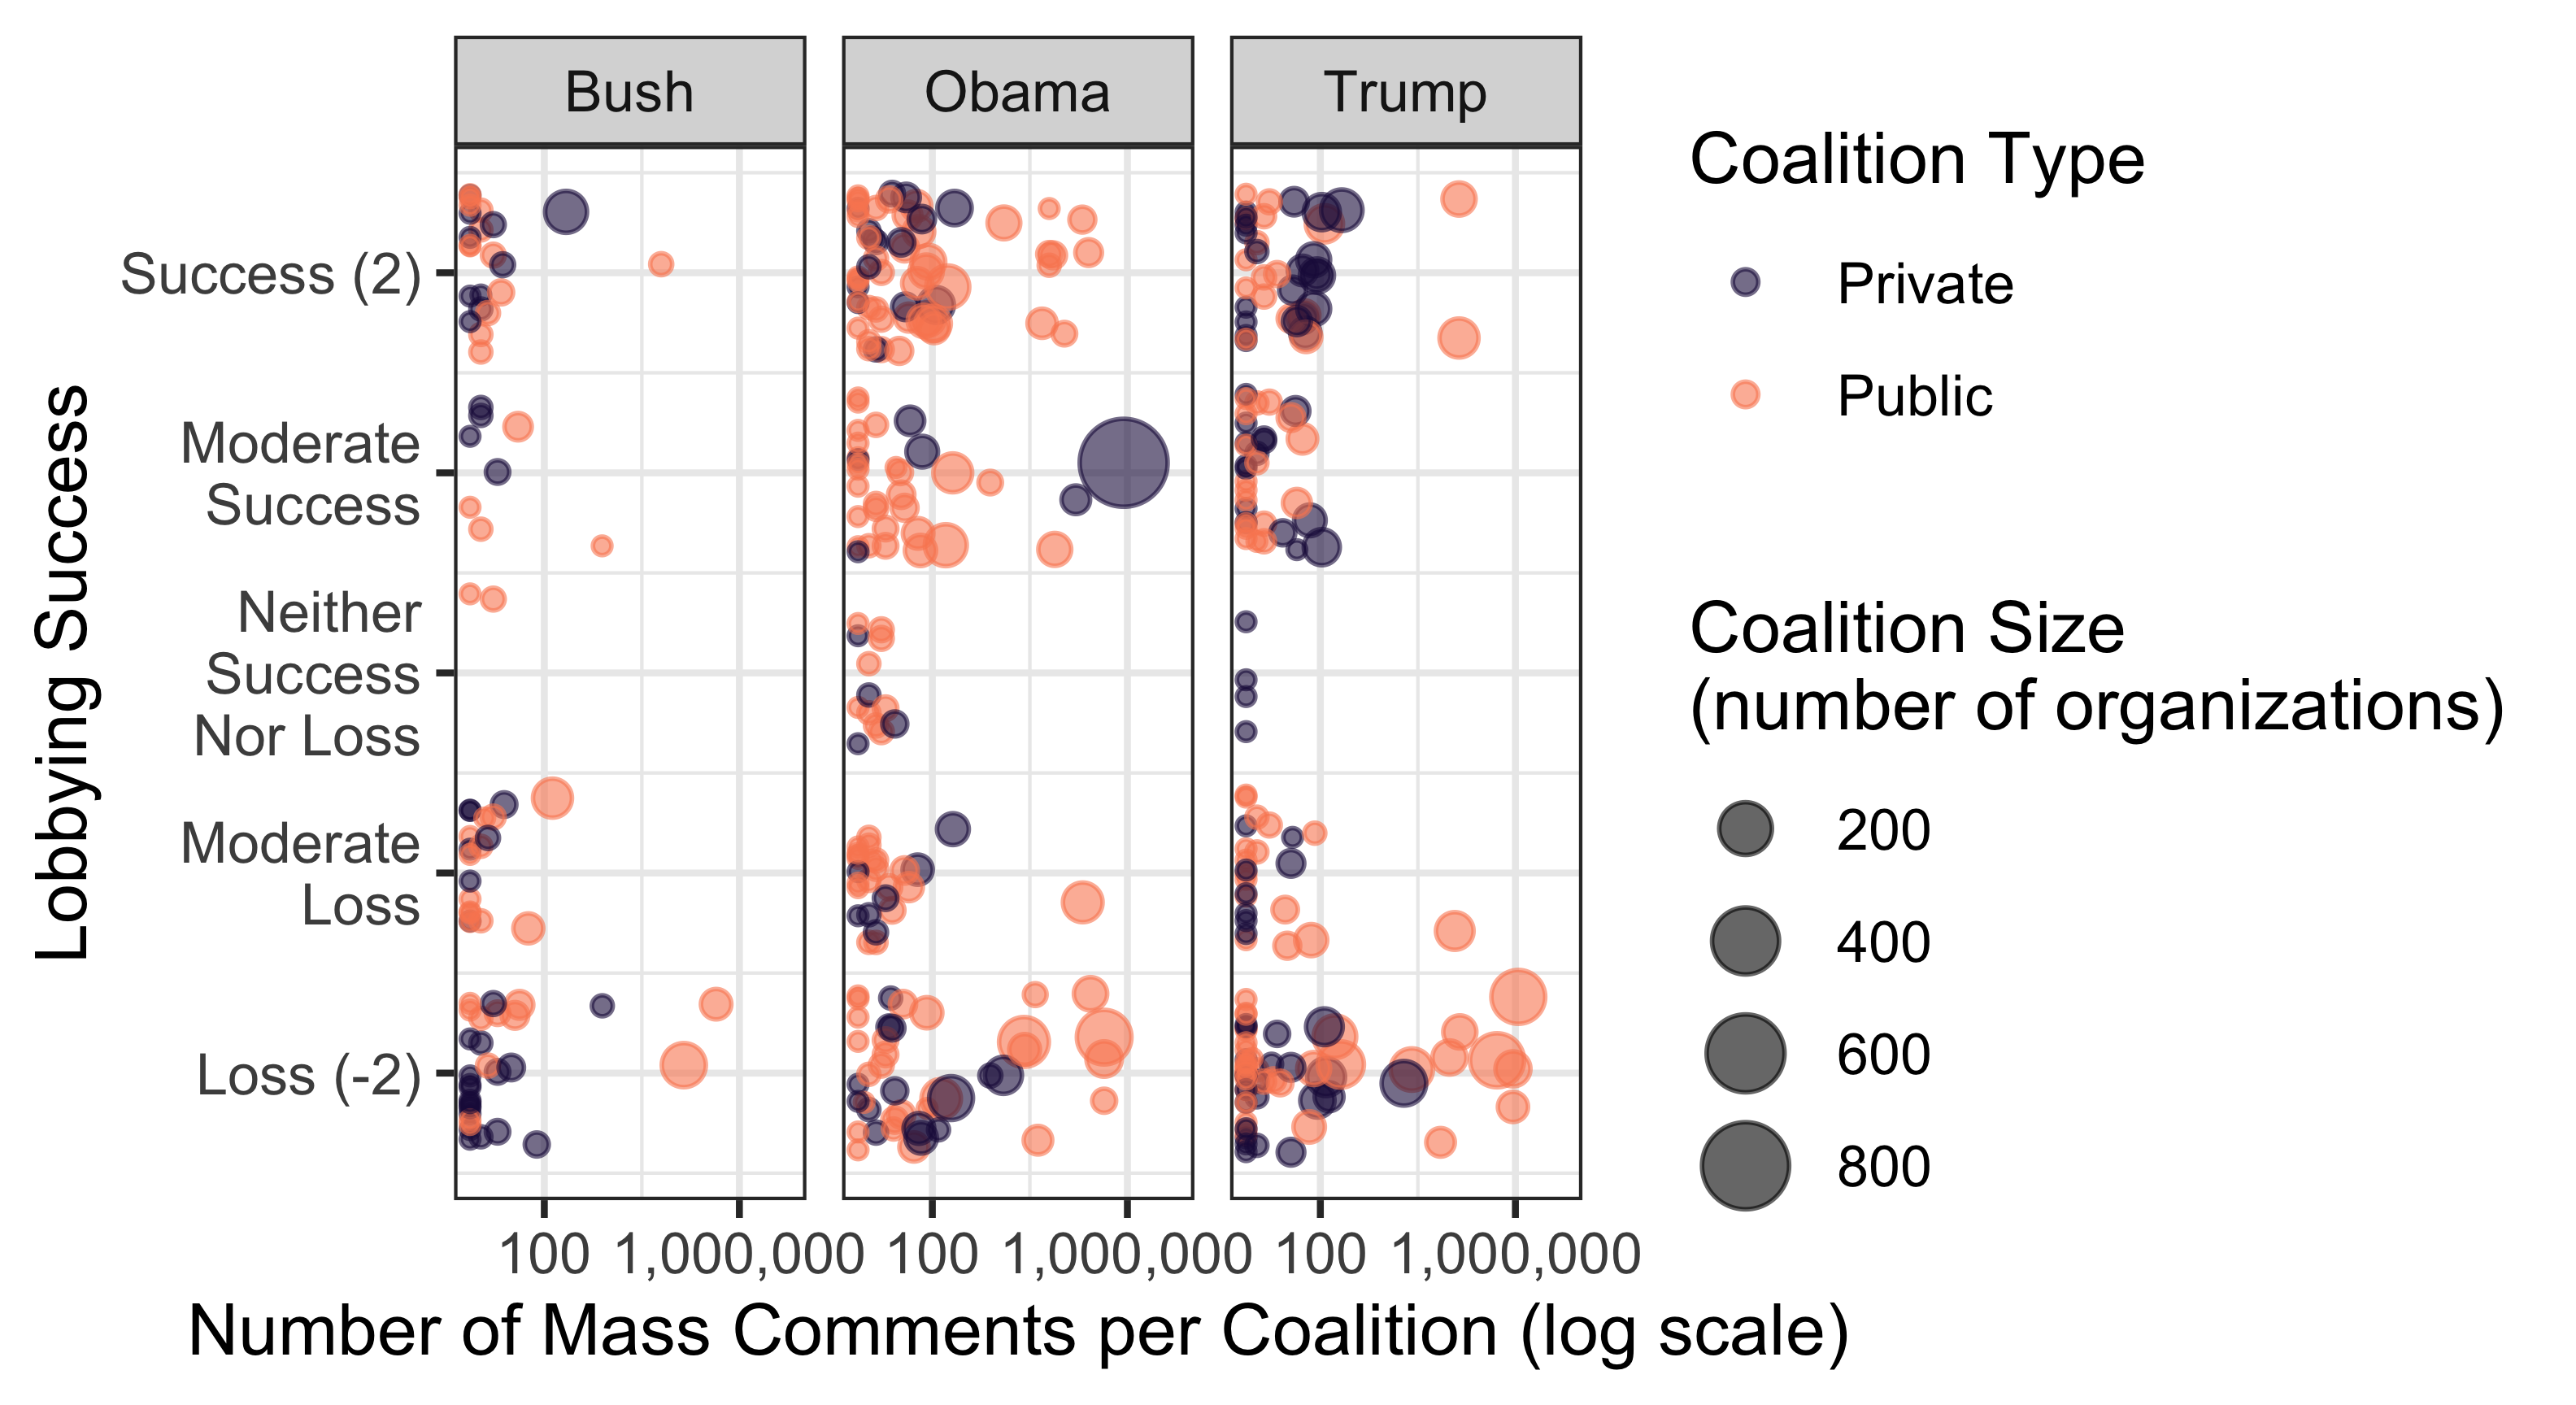 Bush
Obama
Trump
Lobbying Success
Success (2)
Moderate
Success
Neither
Success
Nor Loss
Moderate
Loss
Loss (-2)
100
1,000,000
100
1,000,000
100
1,000,000
Number of Mass Comments per Coalition (log scale)
Coalition Type
Private
Public
Coalition Size
(number of organizations)
200
400
600
800